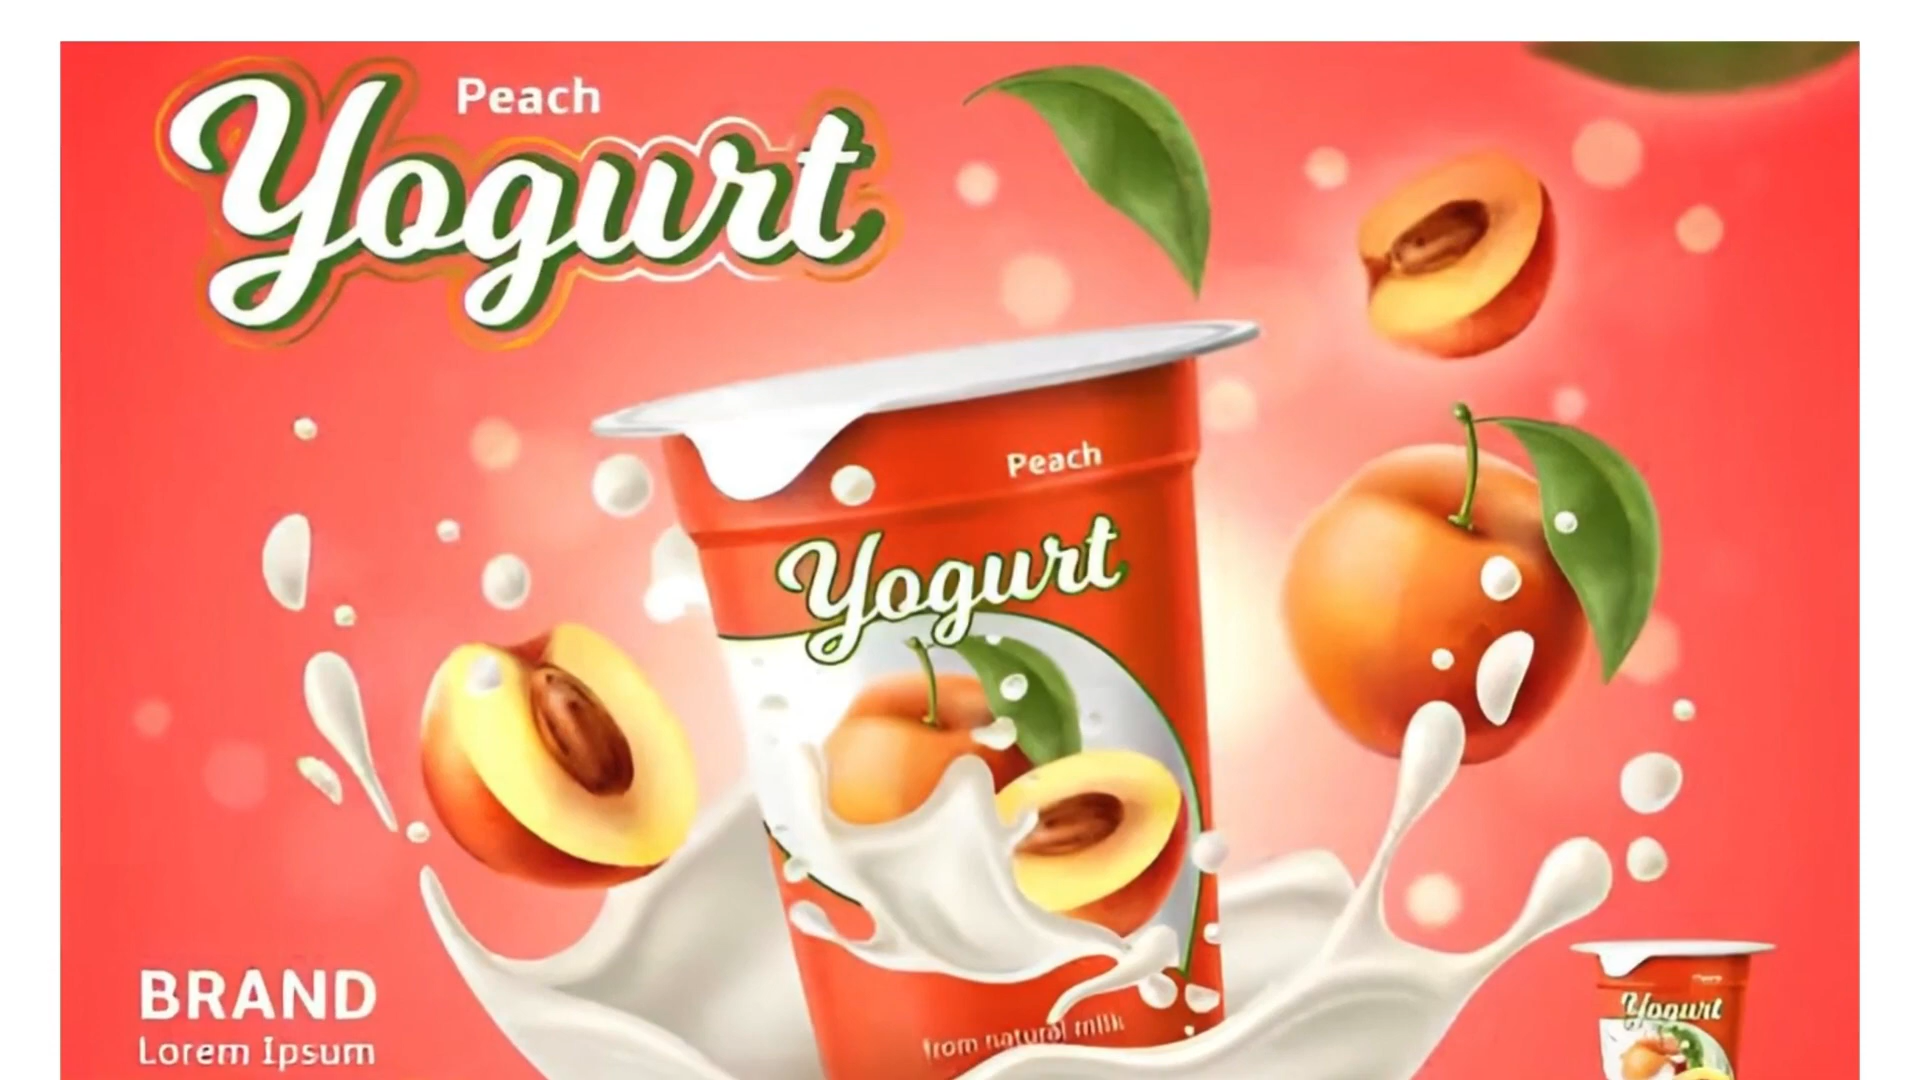 Peach
Yogurt
Peach
Yogurt
from natural milk
BRAND
Lorem Ipsum
Yogurt